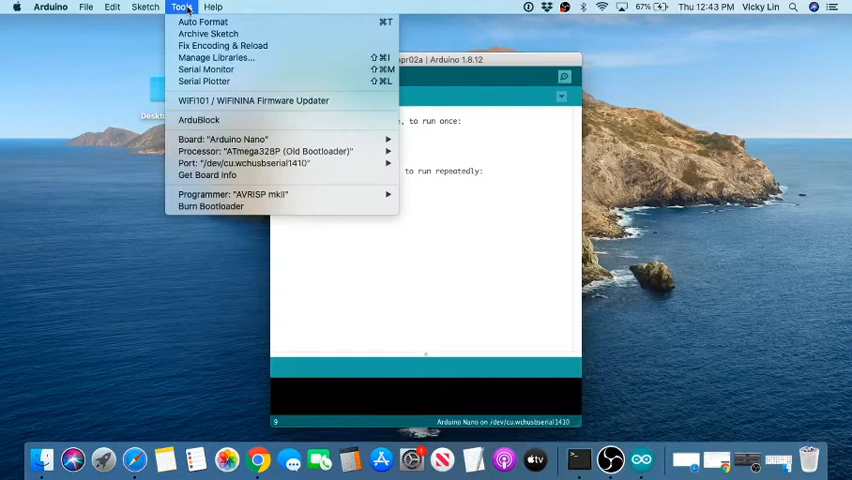 Arduino File Edit Sketch Tools Help 67% Thu 12:43 PM Vicky Lin
Auto Format ⌘T
Archive Sketch
Fix Encoding & Reload
Manage Libraries... ⇧⌘I
Serial Monitor ⇧⌘M
Serial Plotter ⇧⌘L
WiFi101 / WiFiNINA Firmware Updater
ArduBlock
Board: "Arduino Nano"
Processor: "ATmega328P (Old Bootloader)"
Port: "/dev/cu.wchusbserial1410"
Get Board Info
Programmer: "AVRISP mkII"
Burn Bootloader
apr02a | Arduino 1.8.12
, to run once:
to run repeatedly:
9 Arduino Nano on /dev/cu.wchusbserial1410
tv